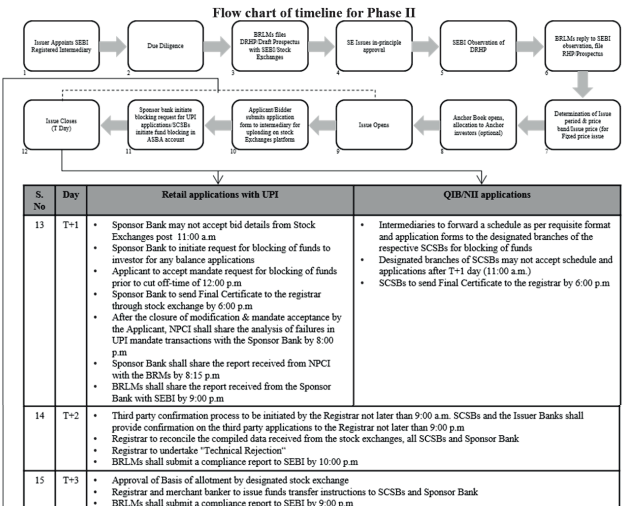 Flow chart of timeline for Phase II
Issuer Appoints SEBI
Registered Intermediary
1
Due Diligence
2
BRLMs files
DRHP/Draft Prospectus
with SEBI/Stock
Exchanges
3
SE Issues in-principle
approval
4
SEBI Observation of
DRHP
5
BRLMs reply to SEBI
observation, file
RHP/Prospectus
6
Determination of Issue
period & price
band/Issue price (for
Fixed price issue
7
Anchor Book opens,
allocation to Anchor
investors (optional)
8
Issue Opens
9
Applicant/Bidder
submits application
form to intermediary for
uploading on stock
Exchanges platform
10
Sponsor bank initiate
blocking request for UPI
applications/SCSBs
initiate fund blocking in
ASBA account
11
Issue Closes
(T Day)
12
S.
No
Day
Retail applications with UPI
QIB/NII applications
13
T+1
• Sponsor Bank may not accept bid details from Stock
Exchanges post 11:00 a.m
• Sponsor Bank to initiate request for blocking of funds to
investor for any balance applications
• Applicant to accept mandate request for blocking of funds
prior to cut off-time of 12:00 p.m
• Sponsor Bank to send Final Certificate to the registrar
through stock exchange by 6:00 p.m
• After the closure of modification & mandate acceptance by
the Applicant, NPCI shall share the analysis of failures in
UPI mandate transactions with the Sponsor Bank by 8:00
p.m
• Sponsor Bank shall share the report received from NPCI
with the BRMs by 8:15 p.m
• BRLMs shall share the report received from the Sponsor
Bank with SEBI by 9:00 p.m
• Intermediaries to forward a schedule as per requisite format
and application forms to the designated branches of the
respective SCSBs for blocking of funds
• Designated branches of SCSBs may not accept schedule and
applications after T+1 day (11:00 a.m.)
• SCSBs to send Final Certificate to the registrar by 6:00 p.m
14
T+2
• Third party confirmation process to be initiated by the Registrar not later than 9:00 a.m. SCSBs and the Issuer Banks shall
provide confirmation on the third party applications to the Registrar not later than 9:00 p.m
• Registrar to reconcile the compiled data received from the stock exchanges, all SCSBs and Sponsor Bank
• Registrar to undertake "Technical Rejection"
• BRLMs shall submit a compliance report to SEBI by 10:00 p.m
15
T+3
• Approval of Basis of allotment by designated stock exchange
• Registrar and merchant banker to issue funds transfer instructions to SCSBs and Sponsor Bank
• BRLMs shall submit a compliance report to SEBI by 9:00 p.m